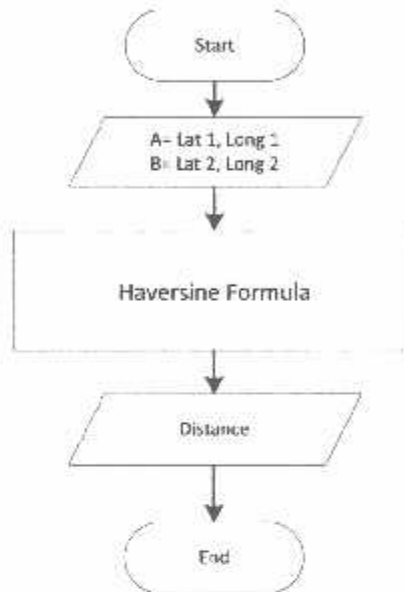 Start
A= Lat 1, Long 1
B= Lat 2, Long 2
Haversine Formula
Distance
End